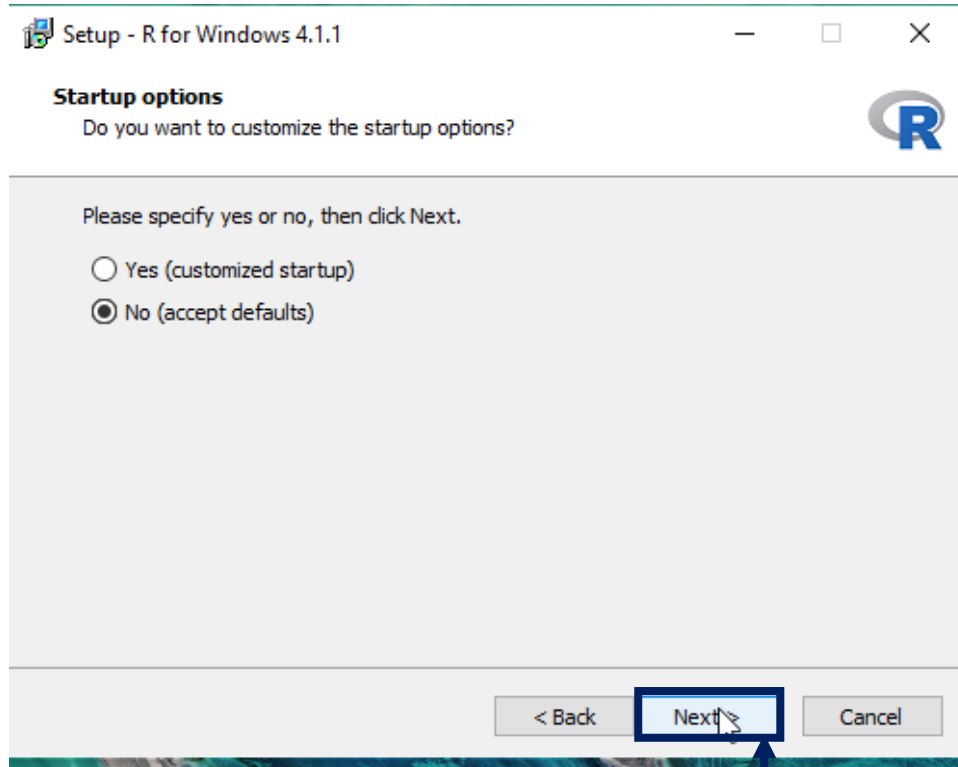 Setup - R for Windows 4.1.1
Startup options
Do you want to customize the startup options?
R
Please specify yes or no, then click Next.
Yes (customized startup)
No (accept defaults)
< Back
Next >
Cancel